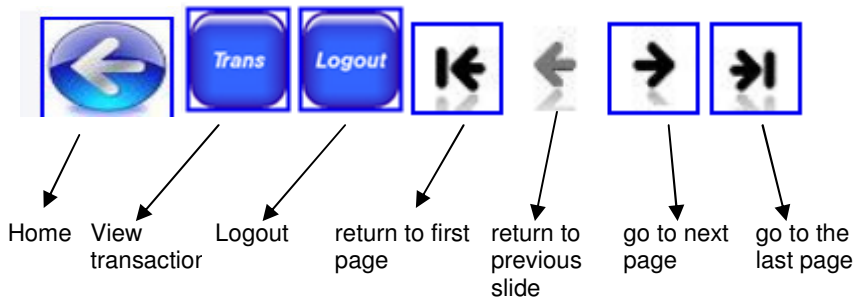 Trans
Logout
Home
View
transaction
Logout
return to first
page
return to
previous
slide
go to next
page
go to the
last page